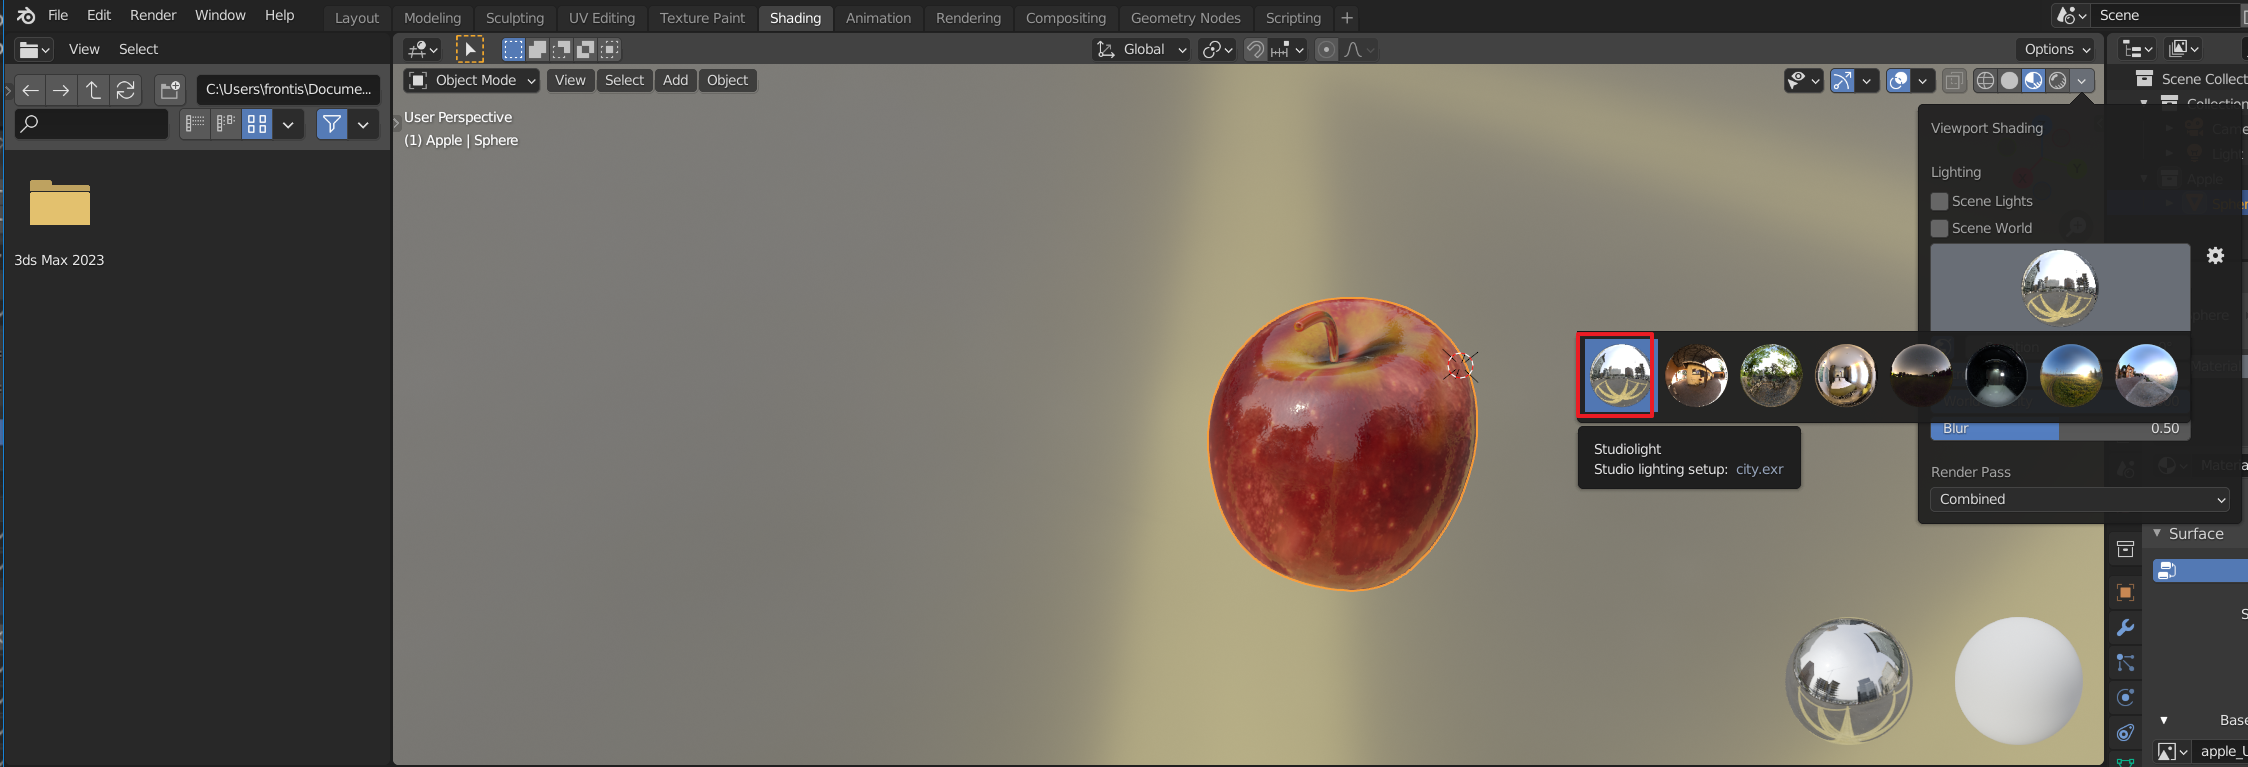 File Edit Render Window Help
Layout Modeling Sculpting UV Editing Texture Paint Shading Animation Rendering Compositing Geometry Nodes Scripting +
Scene
View Select
Global
Options
C:\Users\frontis\Docume...
Object Mode View Select Add Object
Scene Collect
Collection
User Perspective
(1) Apple | Sphere
Viewport Shading
Lighting
Scene Lights
Scene World
Apple
3ds Max 2023
Studiolight
Studio lighting setup: city.exr
Blur 0.50
Render Pass
Combined
Surface
S
Base
apple_U